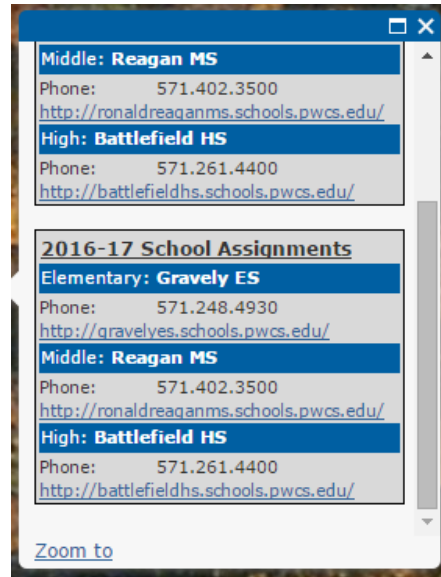 Middle: Reagan MS
Phone: 571.402.3500
http://ronaldreaganms.schools.pwcs.edu/
High: Battlefield HS
Phone: 571.261.4400
http://battlefieldhs.schools.pwcs.edu/
2016-17 School Assignments
Elementary: Gravely ES
Phone: 571.248.4930
http://gravelyes.schools.pwcs.edu/
Middle: Reagan MS
Phone: 571.402.3500
http://ronaldreaganms.schools.pwcs.edu/
High: Battlefield HS
Phone: 571.261.4400
http://battlefieldhs.schools.pwcs.edu/
Zoom to